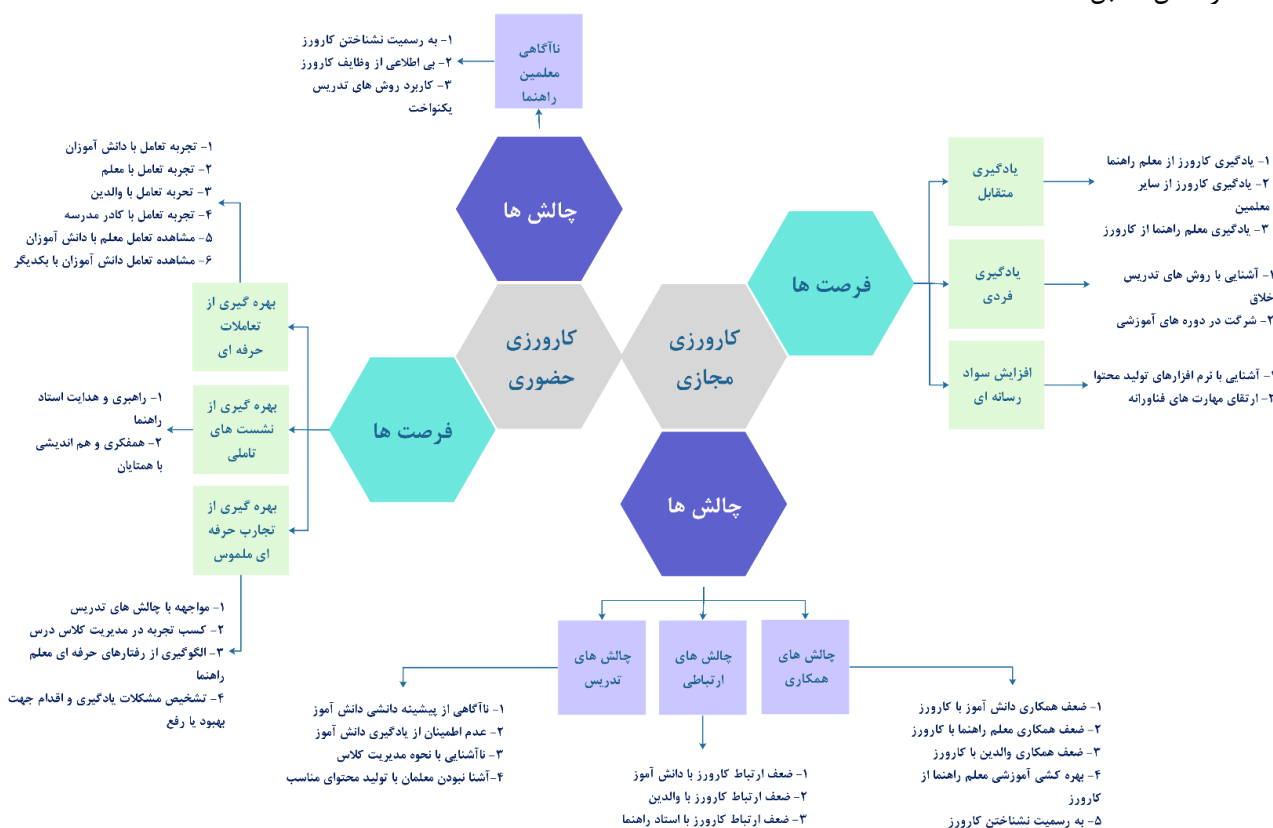 ناآگاهی
معلمین
راهنما
۱- به رسمیت نشناختن کارورز
۲- بی اطلاعی از وظایف کارورز
۳- کاربرد روش های تدریس
یکنواخت
چالش ها
کارورزی
حضوری
فرصت ها
بهره گیری از
تعاملات
حرفه ای
۱- تجربه تعامل با دانش آموزان
۲- تجربه تعامل با معلم
۳- تجربه تعامل با والدین
۴- تجربه تعامل با کادر مدرسه
۵- مشاهده تعامل معلم با دانش آموزان
۶- مشاهده تعامل دانش آموزان با یکدیگر
بهره گیری از
نشست های
تاملی
۱- راهبری و هدایت استاد
راهنما
۲- همفکری و هم اندیشی
با همتایان
بهره گیری از
تجارب حرفه
ای ملموس
۱- مواجهه با چالش های تدریس
۲- کسب تجربه در مدیریت کلاس درس
۳- الگوگیری از رفتارهای حرفه ای معلم
راهنما
۴- تشخیص مشکلات یادگیری و اقدام جهت
بهبود یا رفع
کارورزی
مجازی
فرصت ها
یادگیری
متقابل
۱- یادگیری کارورز از معلم راهنما
۲- یادگیری کارورز از سایر
معلمین
۳- یادگیری معلم راهنما از کارورز
یادگیری
فردی
۱- آشنایی با روش های تدریس
خلاق
۲- شرگت در دوره های آموزشی
افزایش سواد
رسانه ای
۱- آشنایی با نرم افزارهای تولید محتوا
۲- ارتقای مهارت های فناورانه
چالش ها
چالش های
همکاری
۱- ضعف همکاری دانش آموز با کارورز
۲- ضعف همکاری معلم راهنما با کارورز
۳- ضعف همکاری والدین با کارورز
۴- بهره کشی آموزشی معلم راهنما از
کارورز
۵- به رسمیت نشناختن کارورز
چالش های
ارتباطی
۱- ضعف ارتباط کارورز با دانش آموز
۲- ضعف ارتباط کارورز با والدین
۳- ضعف ارتباط کارورز با استاد راهنما
چالش های
تدریس
۱- ناآگاهی از پیشینه دانشی دانش آموز
۲- عدم اطمینان از یادگیری دانش آموز
۳- ناآشنایی با نحوه مدیریت کلاس
۴-آشنا نبودن معلمان با تولید محتوای مناسب